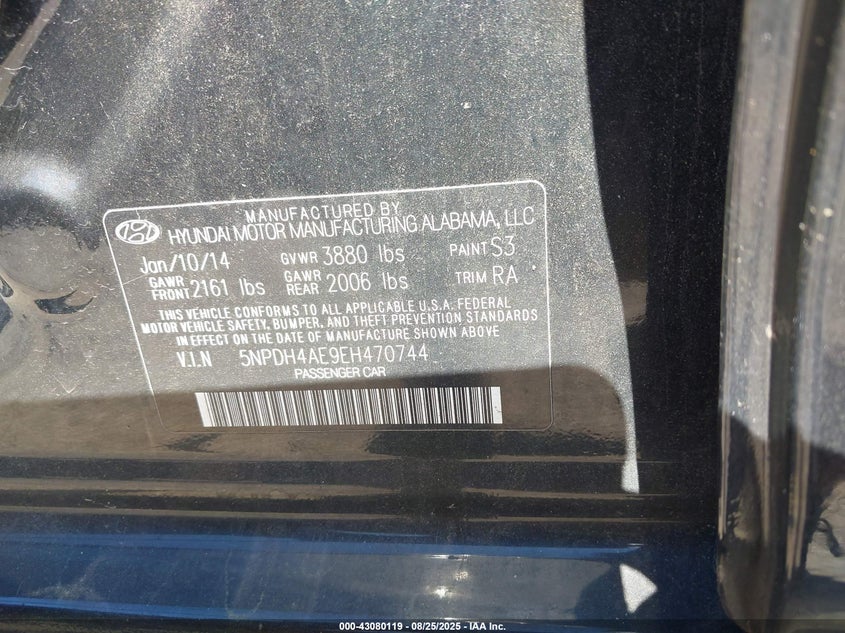 MANUFACTURED BY
HYUNDAI MOTOR MANUFACTURING ALABAMA, LLC
Jan/10/14 GVWR 3880 lbs PAINT S3
GAWR FRONT 2161 lbs GAWR REAR 2006 lbs TRIM RA
THIS VEHICLE CONFORMS TO ALL APPLICABLE U.S.A. FEDERAL
MOTOR VEHICLE SAFETY, BUMPER, AND THEFT PREVENTION STANDARDS
IN EFFECT ON THE DATE OF MANUFACTURE SHOWN ABOVE
V.I.N 5NPDH4AE9EH470744
PASSENGER CAR
000-43080119 - 08/25/2025 - IAA Inc.